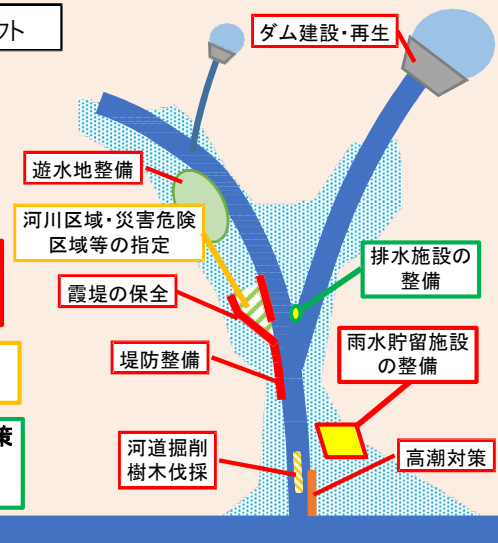 フト
ダム建設・再生
遊水地整備
河川区域・災害危険
区域等の指定
排水施設の
整備
霞堤の保全
雨水貯留施設
の整備
堤防整備
策
河道掘削
樹木伐採
高潮対策